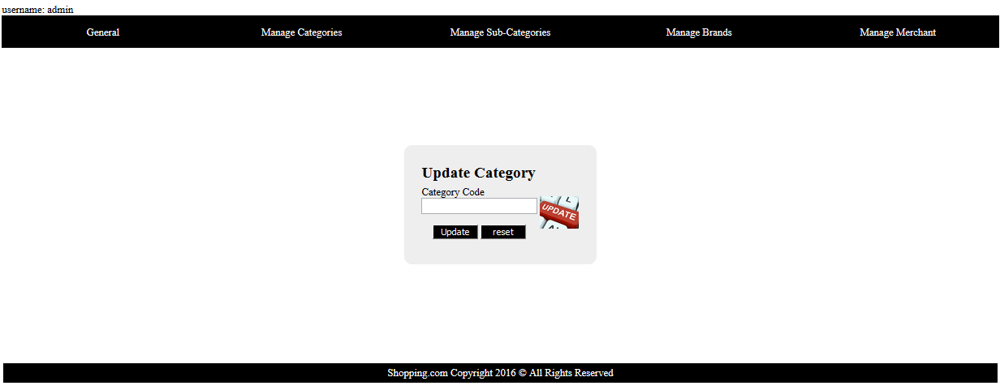 username: admin
General Manage Categories Manage Sub-Categories Manage Brands Manage Merchant
Update Category
Category Code
L
UPDATE
Update reset
Shopping.com Copyright 2016 © All Rights Reserved